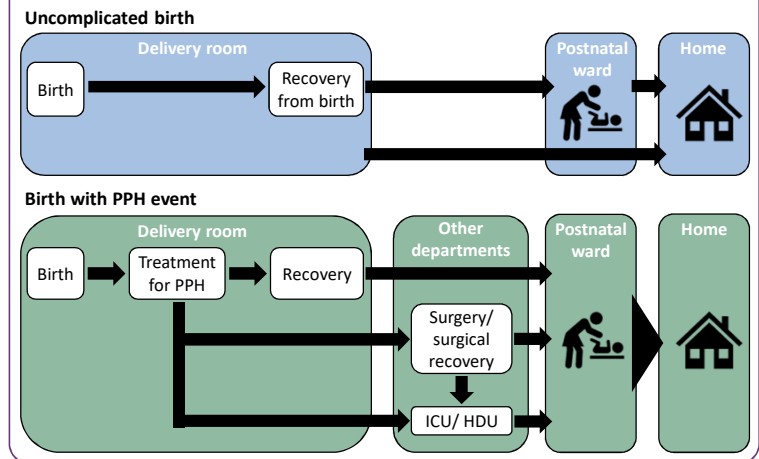 Uncomplicated birth
Delivery room
Birth
Recovery
from birth
Postnatal
ward
Home
Birth with PPH event
Delivery room
Birth
Treatment
for PPH
Recovery
Other
departments
Surgery/
surgical
recovery
ICU/ HDU
Postnatal
ward
Home